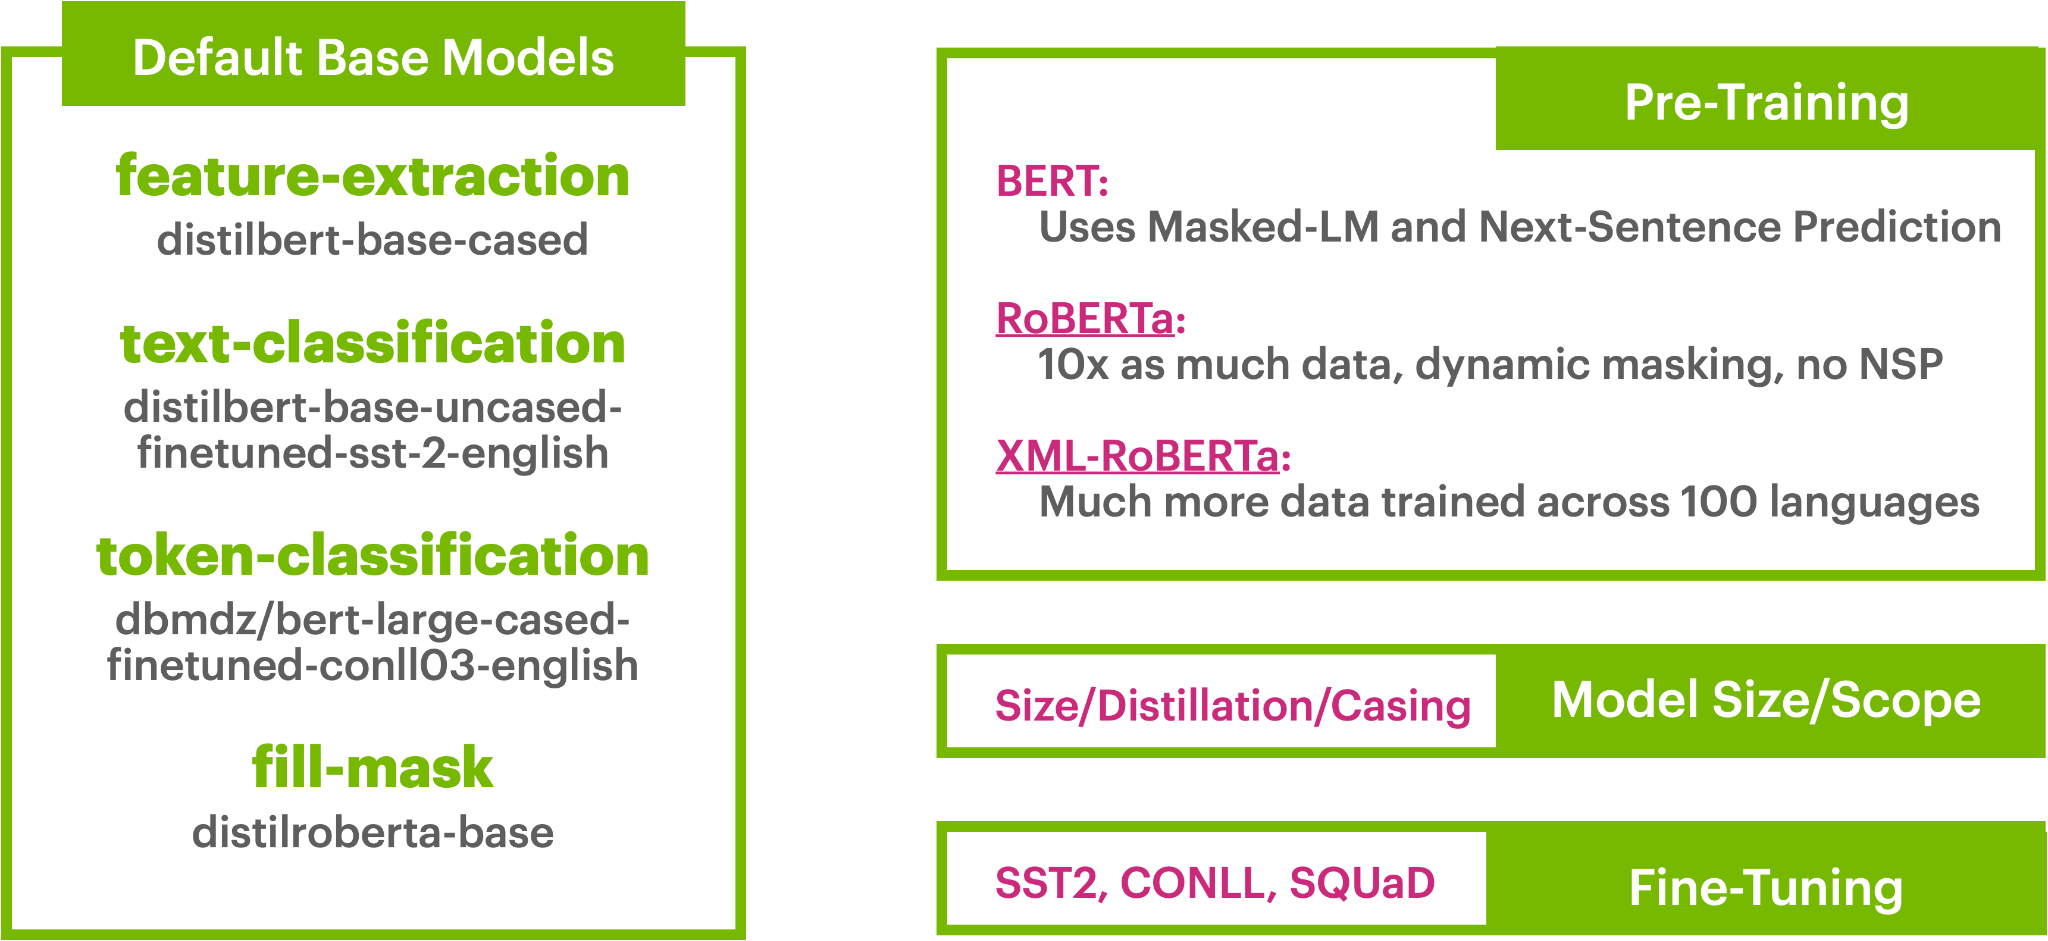 Default Base Models
feature-extraction
distilbert-base-cased
text-classification
distilbert-base-uncased-
finetuned-sst-2-english
token-classification
dbmdz/bert-large-cased-
finetuned-conll03-english
fill-mask
distilroberta-base
Pre-Training
BERT:
Uses Masked-LM and Next-Sentence Prediction
RoBERTa:
10x as much data, dynamic masking, no NSP
XML-RoBERTa:
Much more data trained across 100 languages
Size/Distillation/Casing
Model Size/Scope
SST2, CONLL, SQUaD
Fine-Tuning